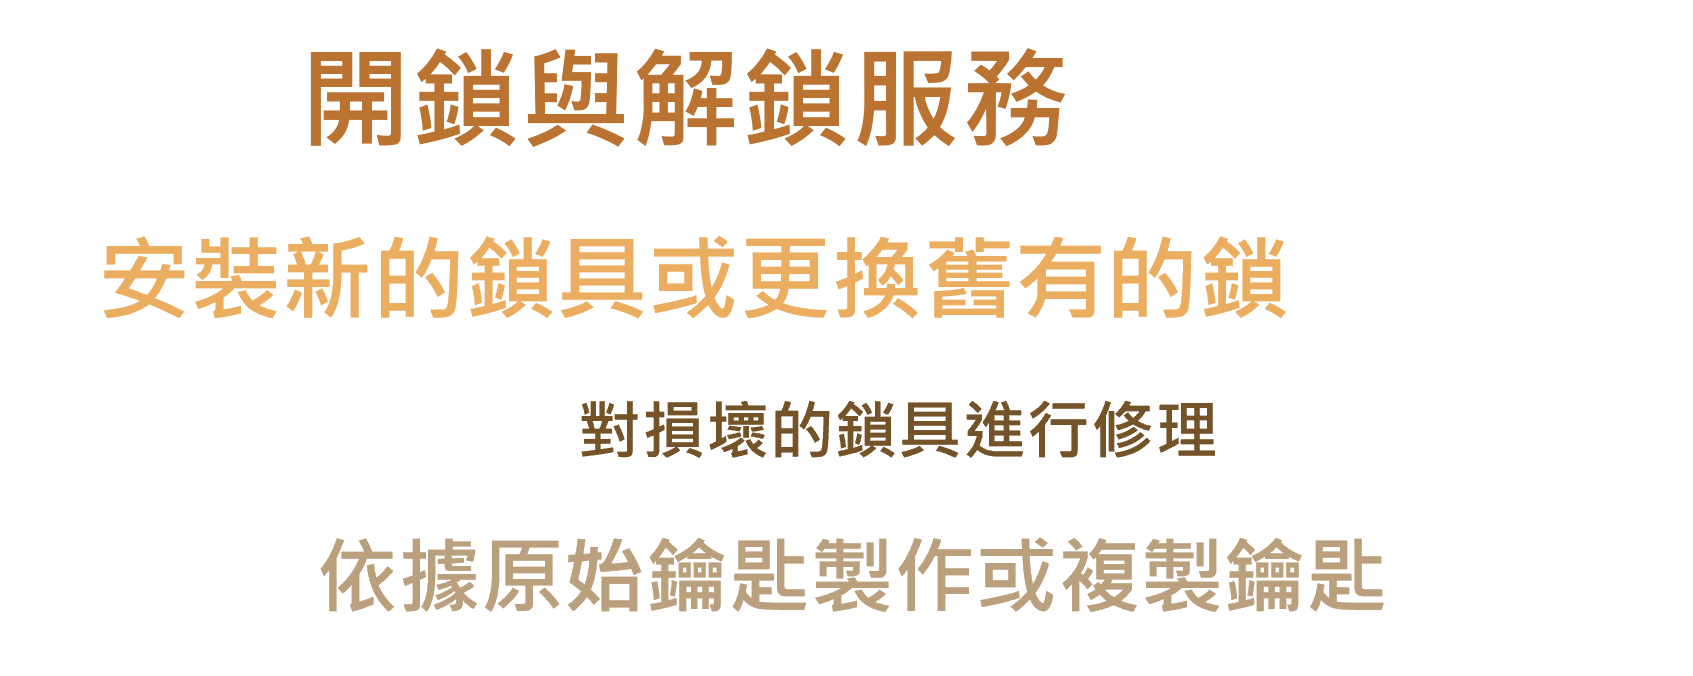 開鎖與解鎖服務
安裝新的鎖具或更換舊有的鎖
對損壞的鎖具進行修理
依據原始鑰匙製作或複製鑰匙